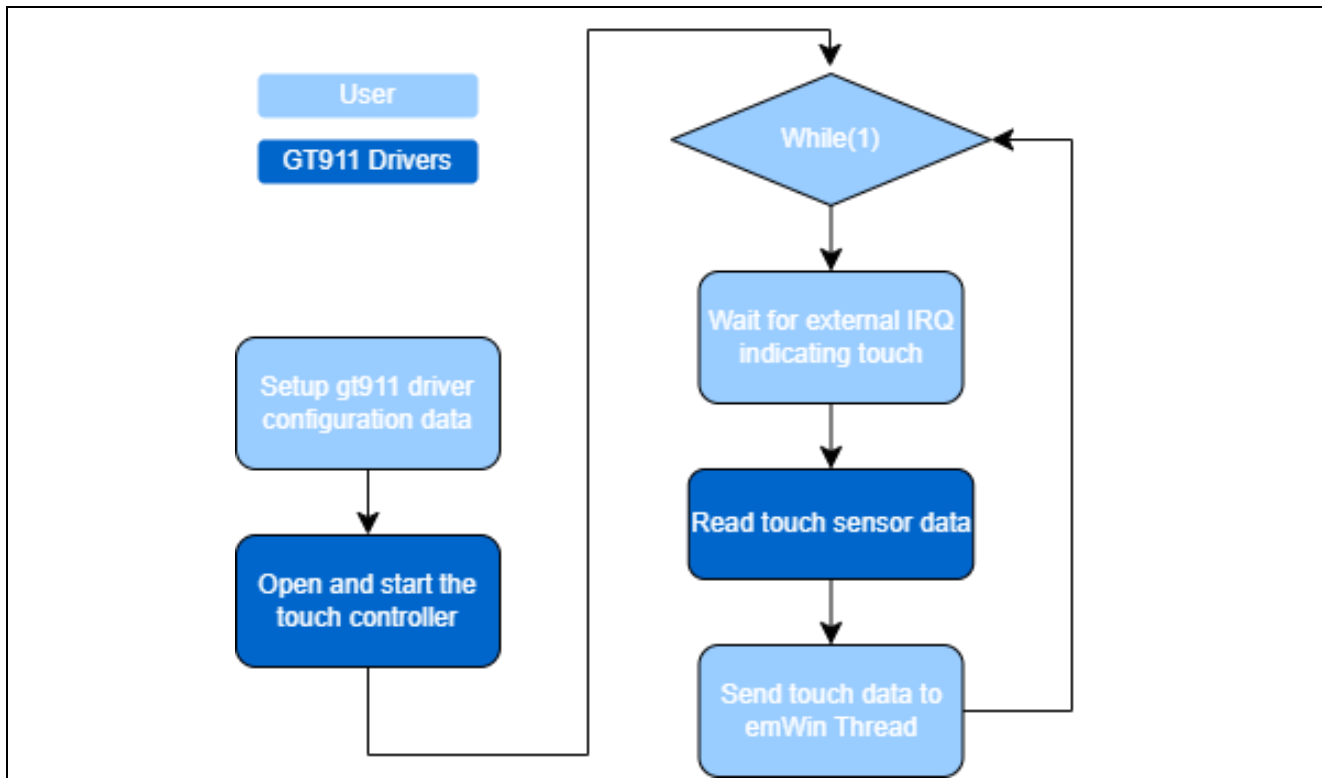 User
GT911 Drivers
While(1)
Wait for external IRQ
indicating touch
Setup gt911 driver
configuration data
Read touch sensor data
Open and start the
touch controller
Send touch data to
emWin Thread